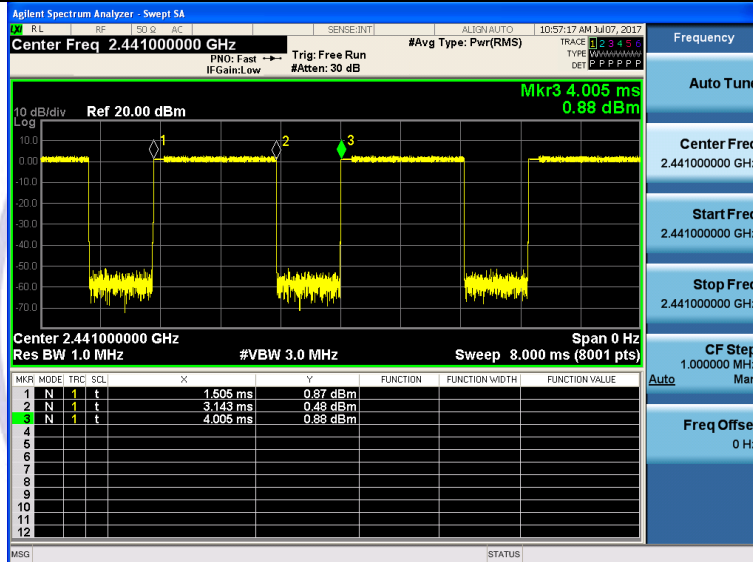 Agilent Spectrum Analyzer - Swept SA
LXI RL RF 50 Ω AC SENSE:INT ALIGN AUTO 10:57:17 AM Jul 07, 2017
Center Freq 2.441000000 GHz #Avg Type: Pwr(RMS) TRACE 1 2 3 4 5 6
PNO: Fast Trig: Free Run TYPE WWWWWW
IFGain:Low #Atten: 30 dB DET P P P P P P
Mkr3 4.005 ms
0.88 dBm
10 dB/div Ref 20.00 dBm
Log
10.0
0.00
-10.0
-20.0
-30.0
-40.0
-50.0
-60.0
-70.0
1
2
3
Center 2.441000000 GHz Span 0 Hz
Res BW 1.0 MHz #VBW 3.0 MHz Sweep 8.000 ms (8001 pts)
MKR MODE TRC SCL X Y FUNCTION FUNCTION WIDTH FUNCTION VALUE
1 N 1 t 1.505 ms 0.87 dBm
2 N 1 t 3.143 ms 0.48 dBm
3 N 1 t 4.005 ms 0.88 dBm
4
5
6
7
8
9
10
11
12
MSG STATUS
Frequency
Auto Tun
Center Fre
2.441000000 GH
Start Fre
2.441000000 GH
Stop Fre
2.441000000 GH
CF Step
1.000000 MH
Auto Man
Freq Offse
0 H